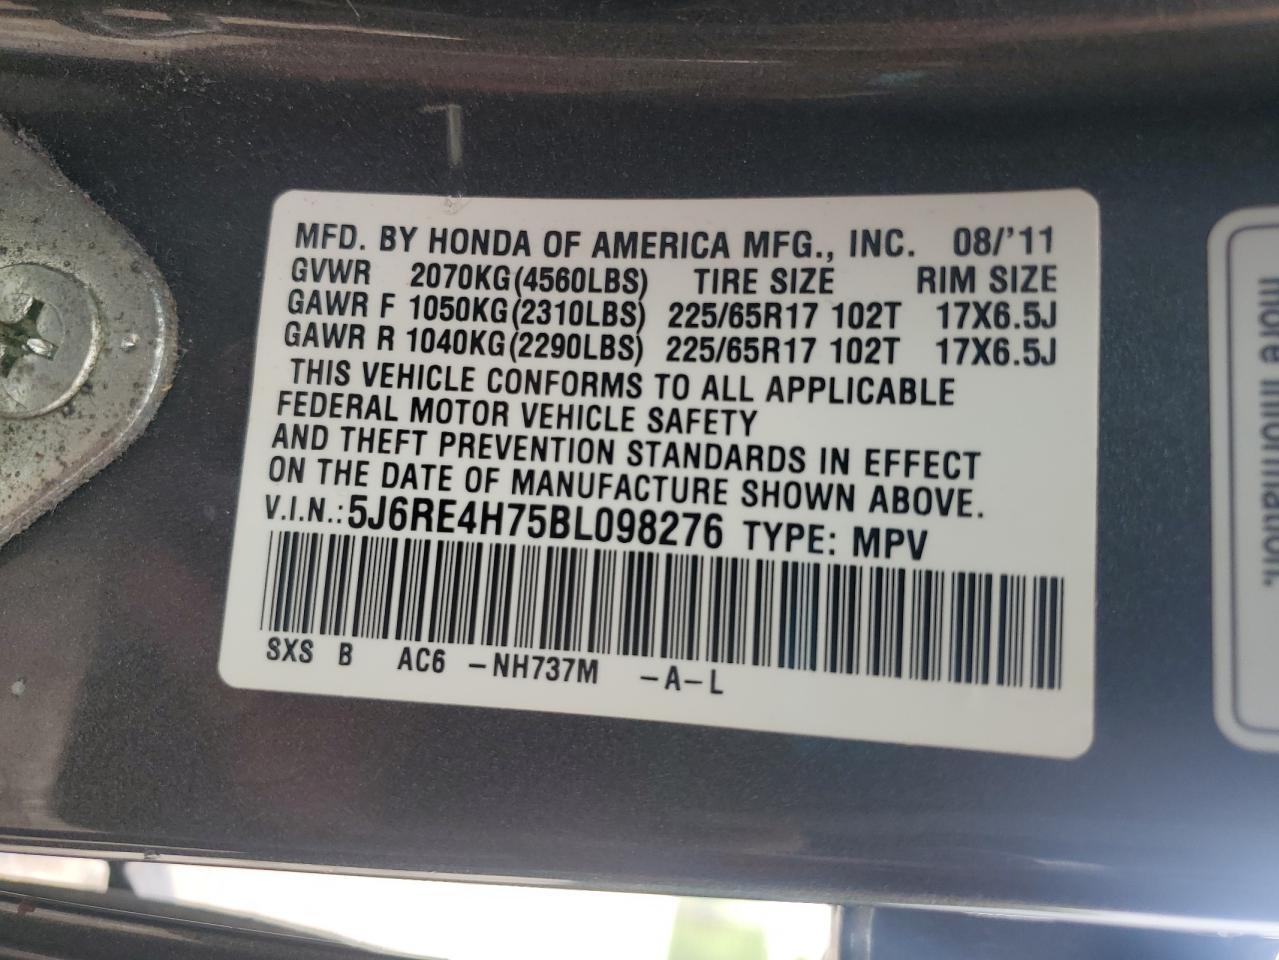 MFD. BY HONDA OF AMERICA MFG., INC. 08/'11
GVWR 2070KG(4560LBS) TIRE SIZE RIM SIZE
GAWR F 1050KG(2310LBS) 225/65R17 102T 17X6.5J
GAWR R 1040KG(2290LBS) 225/65R17 102T 17X6.5J
THIS VEHICLE CONFORMS TO ALL APPLICABLE
FEDERAL MOTOR VEHICLE SAFETY
AND THEFT PREVENTION STANDARDS IN EFFECT
ON THE DATE OF MANUFACTURE SHOWN ABOVE.
V.I.N.: 5J6RE4H75BL098276 TYPE: MPV
SXS B AC6 -NH737M -A-L
more information.